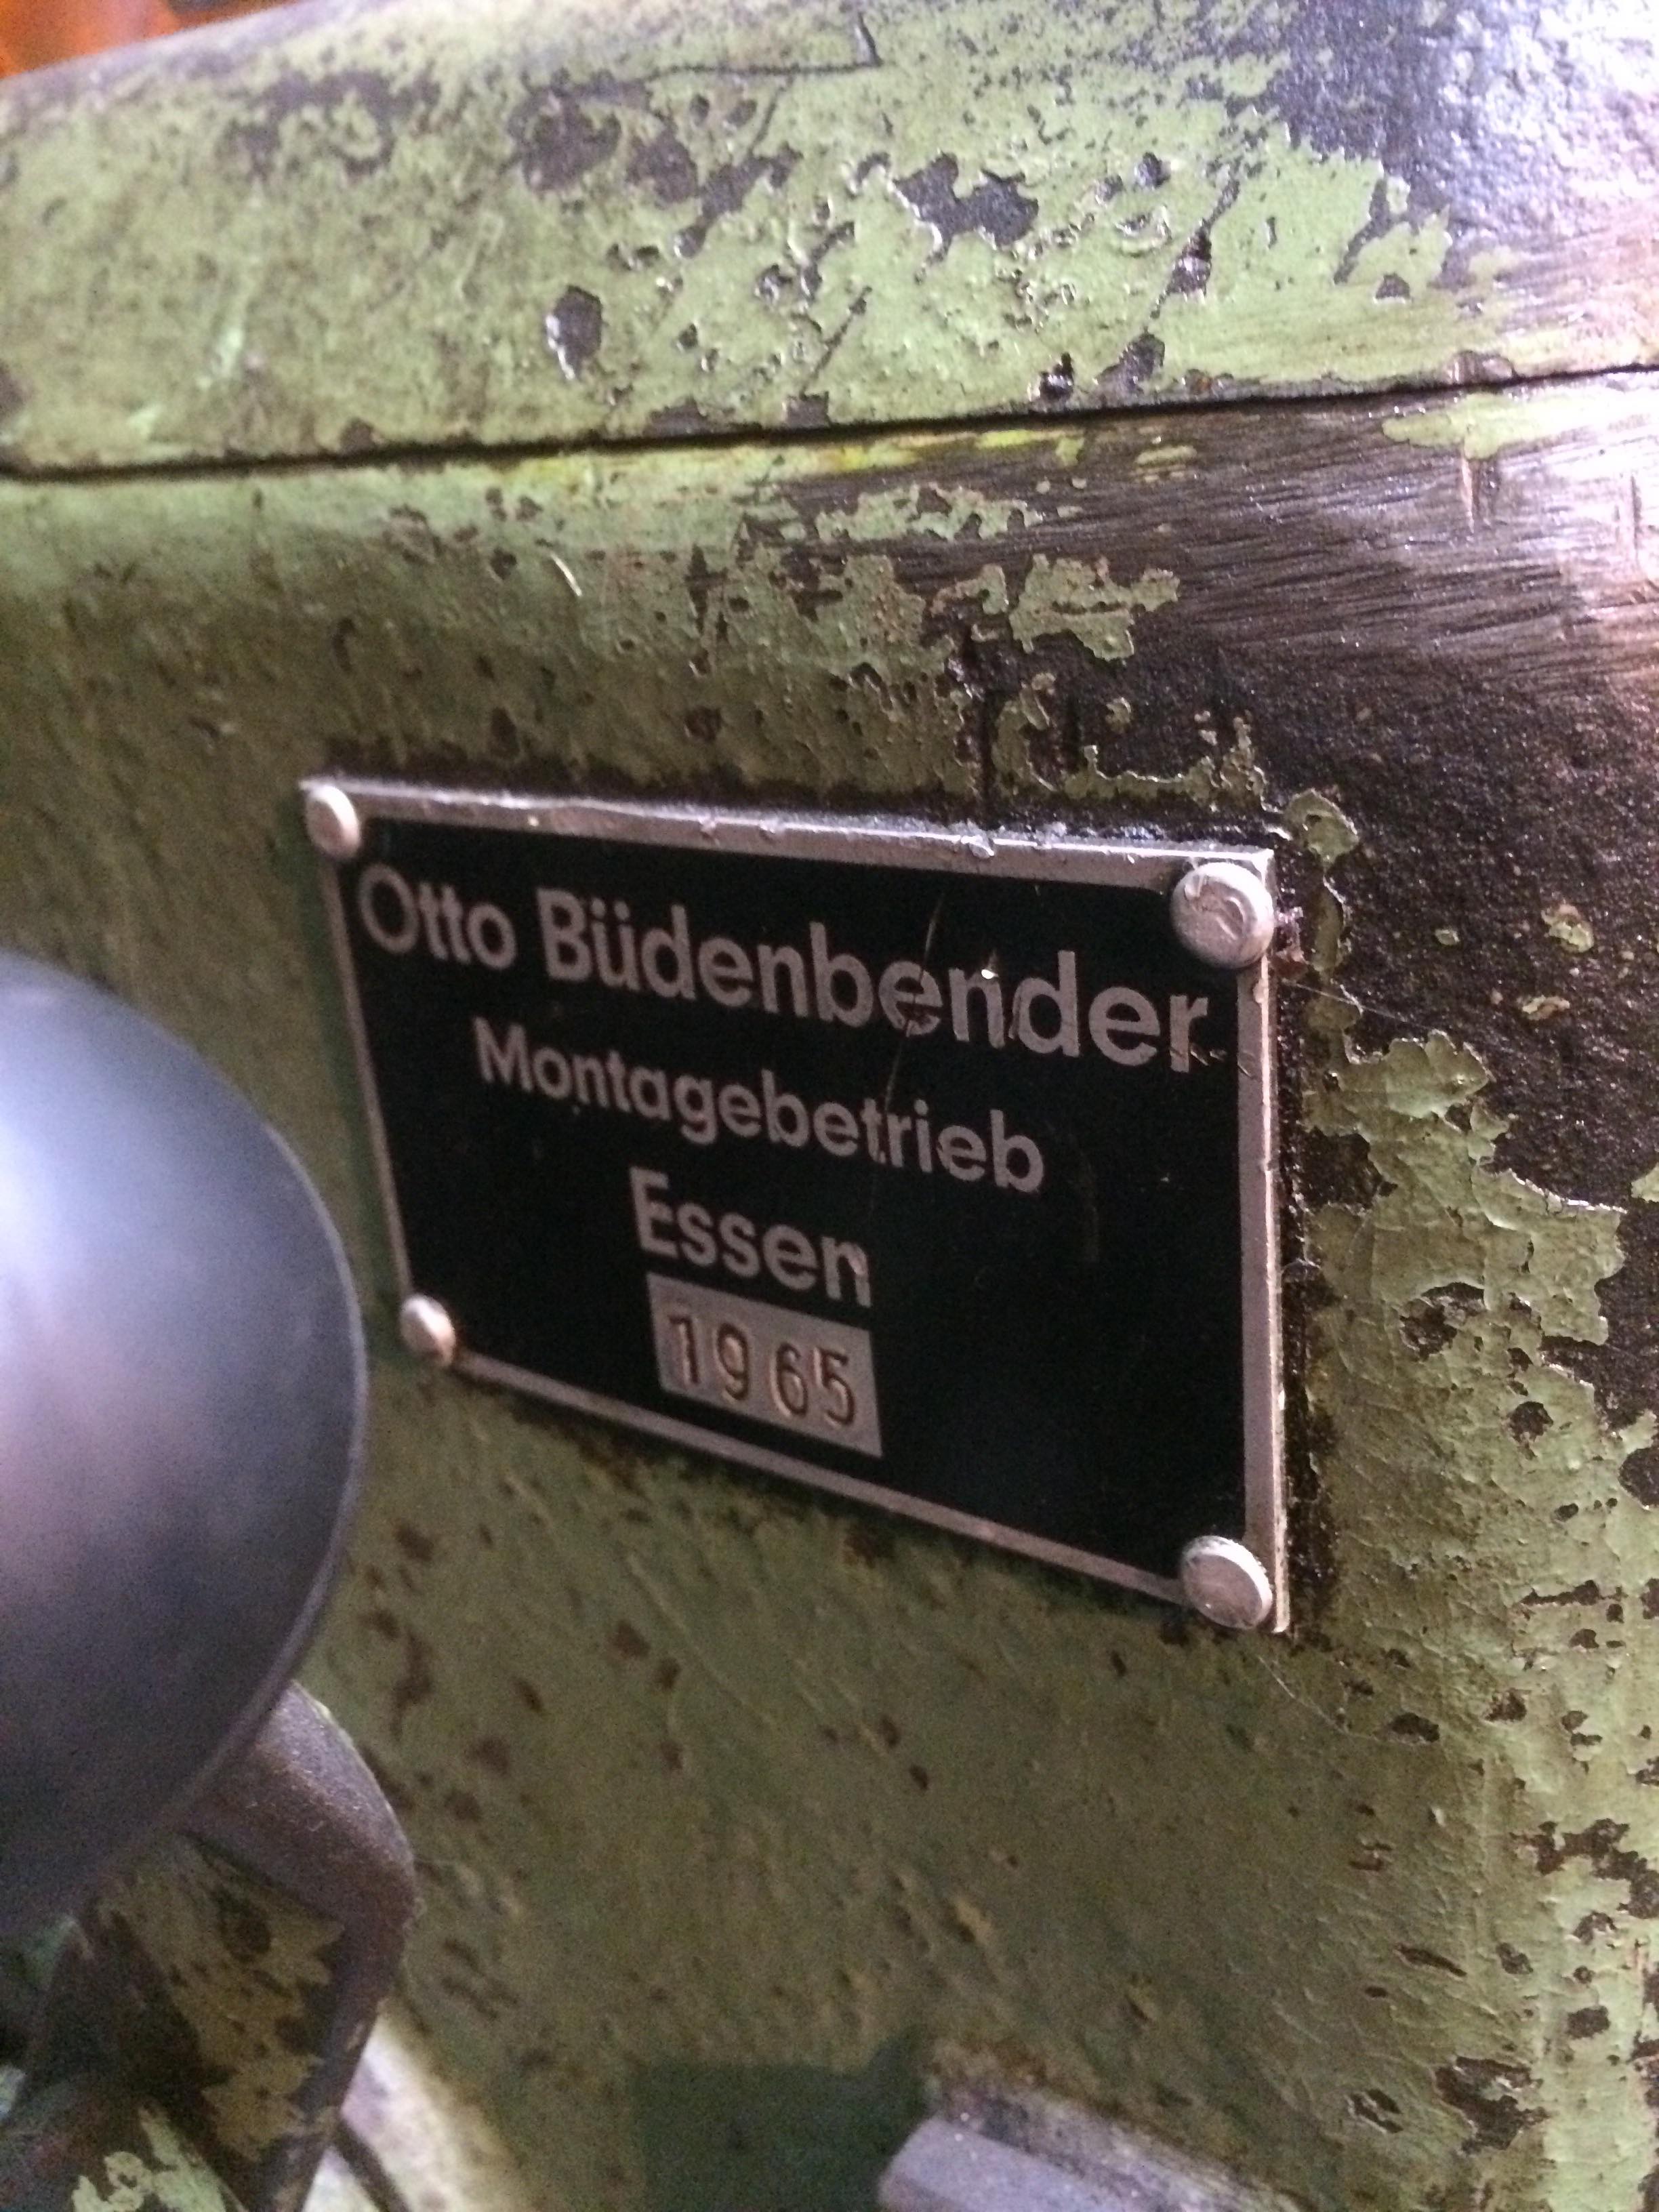 Otto Büdenbender
Montagebetrieb
Essen
1965